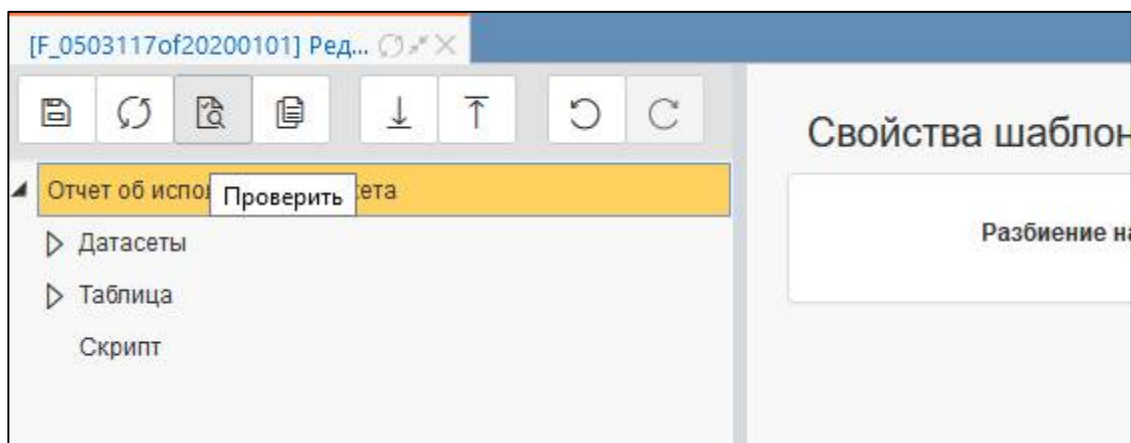 [F_0503117of20200101] Ред...
Свойства шаблон
Отчет об испол
Проверить
ета
Разбиение на
Датасеты
Таблица
Скрипт